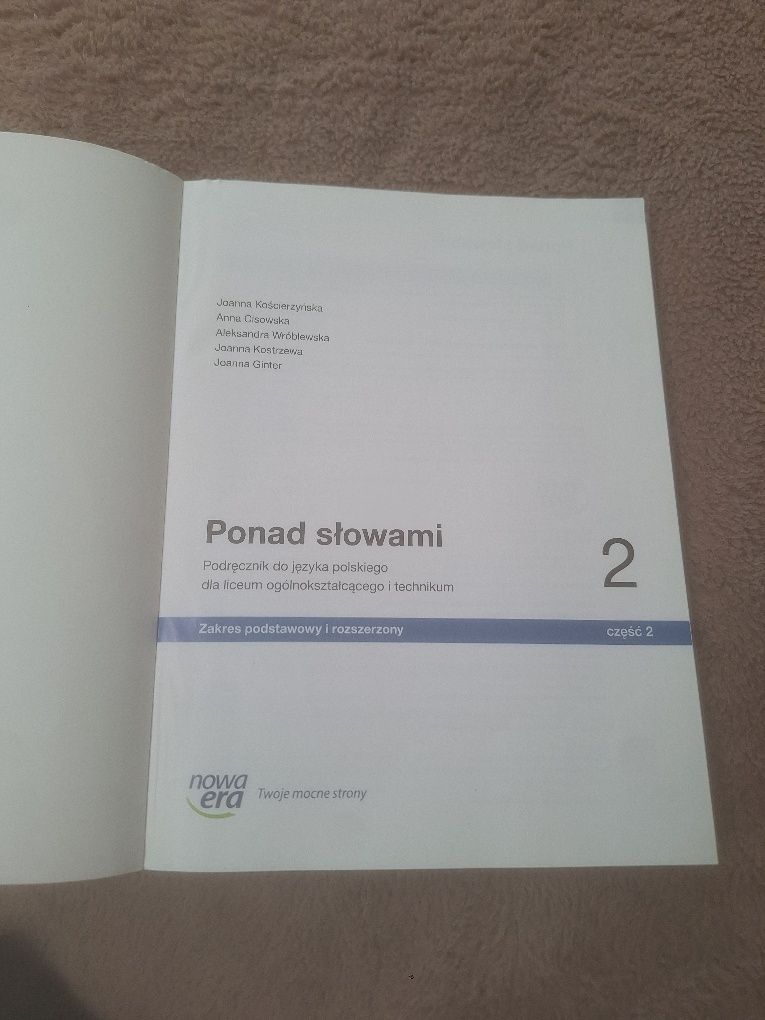 Joanna Kościerzyńska
Anna Cisowska
Aleksandra Wróblewska
Joanna Kostrzewa
Joanna Ginter
Ponad słowami 2
Podręcznik do języka polskiego
dla liceum ogólnokształcącego i technikum
Zakres podstawowy i rozszerzony część 2
nowa
era Twoje mocne strony